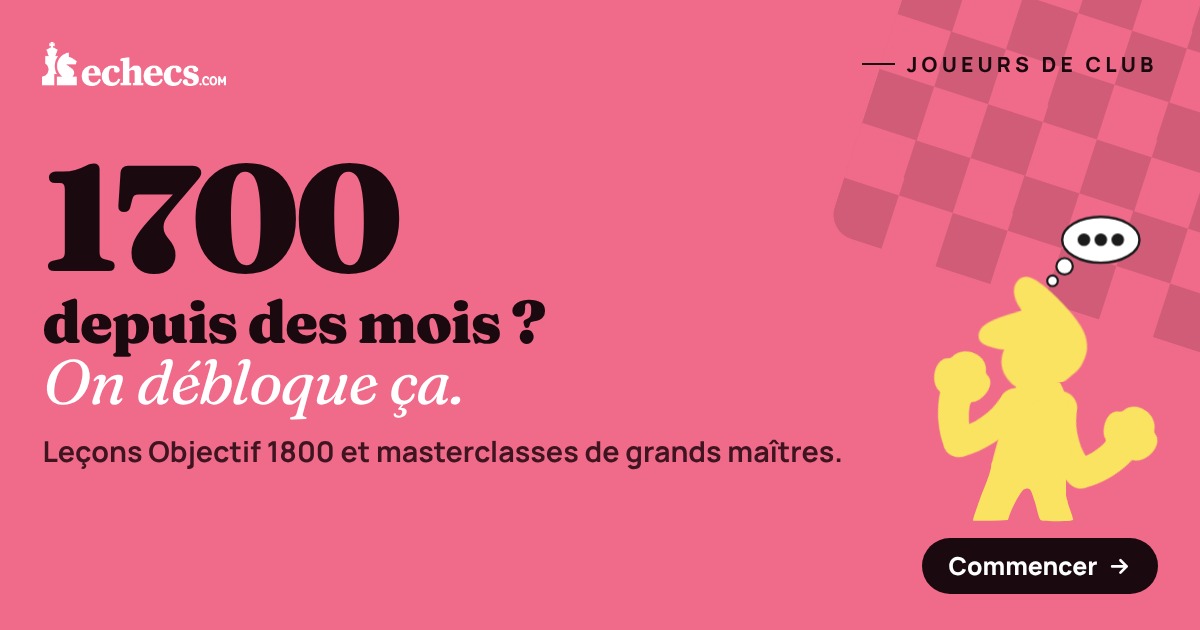 echecs.COM
JOUEURS DE CLUB
1700
depuis des mois ?
On débloque ça.
Leçons Objectif 1800 et masterclasses de grands maîtres.
Commencer →